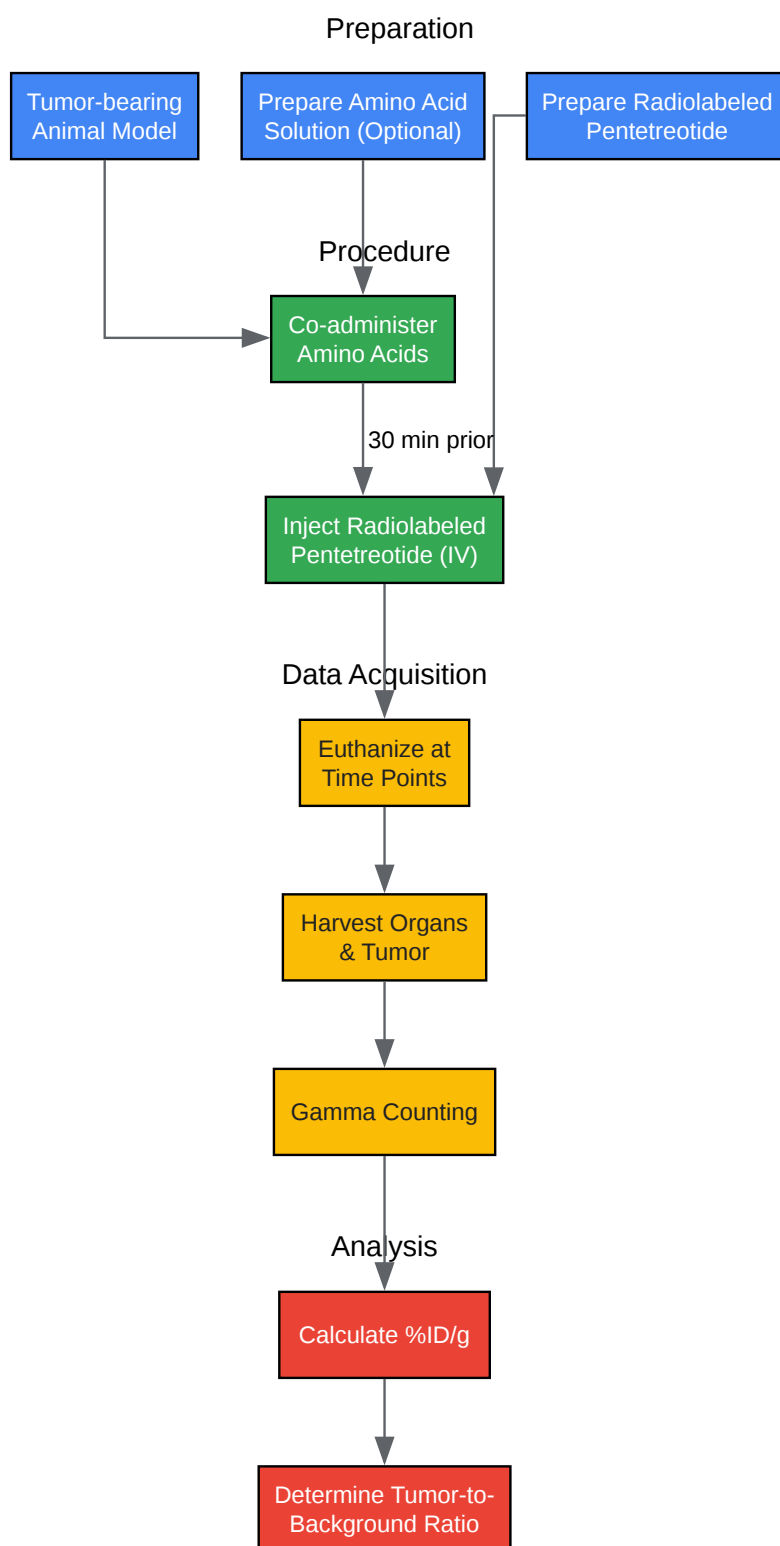 Preparation
Tumor-bearing
Animal Model
Prepare Amino Acid
Solution (Optional)
Prepare Radiolabeled
Pentetreotide
Procedure
Co-administer
Amino Acids
30 min prior
Inject Radiolabeled
Pentetreotide (IV)
Data Acquisition
Euthanize at
Time Points
Harvest Organs
& Tumor
Gamma Counting
Analysis
Calculate %ID/g
Determine Tumor-to-
Background Ratio